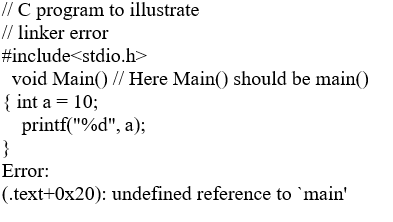 // C program to illustrate
// linker error
#include<stdio.h>
void Main() // Here Main() should be main()
{ int a = 10;
printf("%d", a);
}
Error:
(.text+0x20): undefined reference to `main'